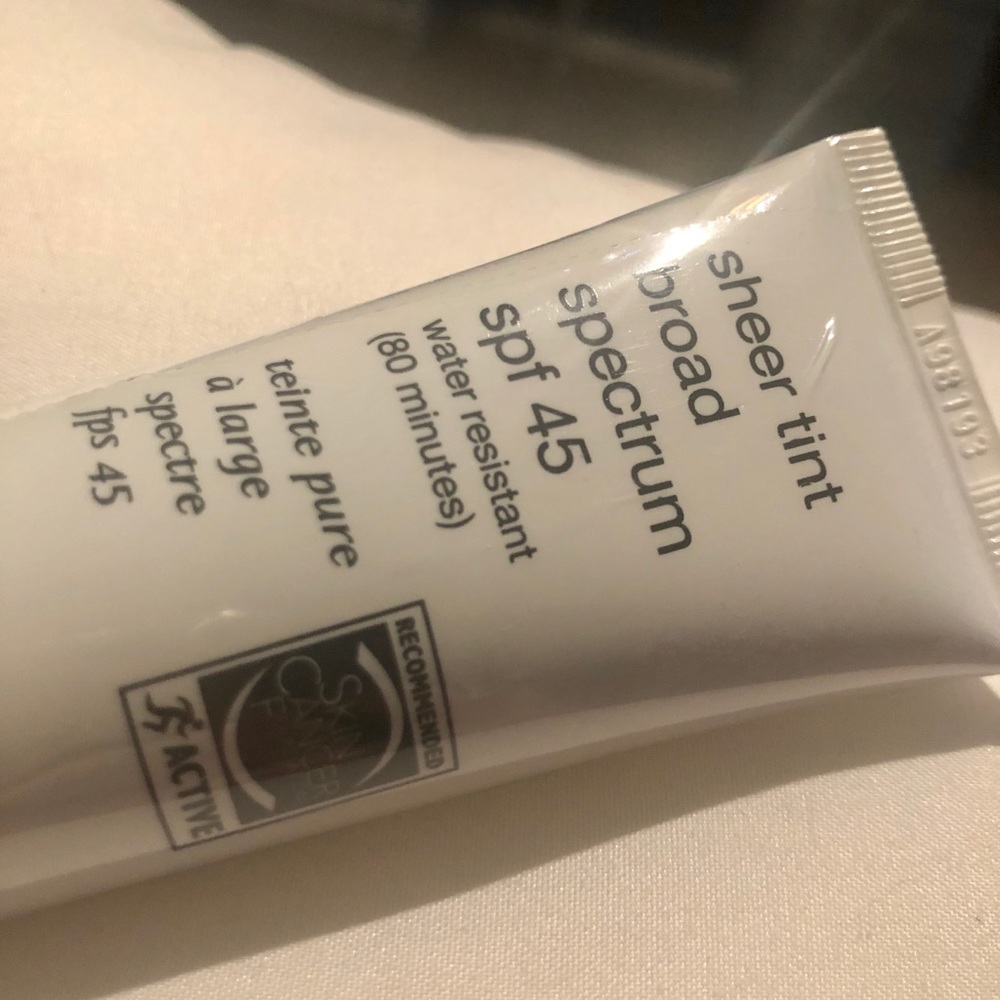 A98193
sheer tint
broad
spectrum
spf 45
water resistant
(80 minutes)
teinte pure
à large
spectre
fps 45
RECOMMENDED
SKIN
CANCER
ACTIVE